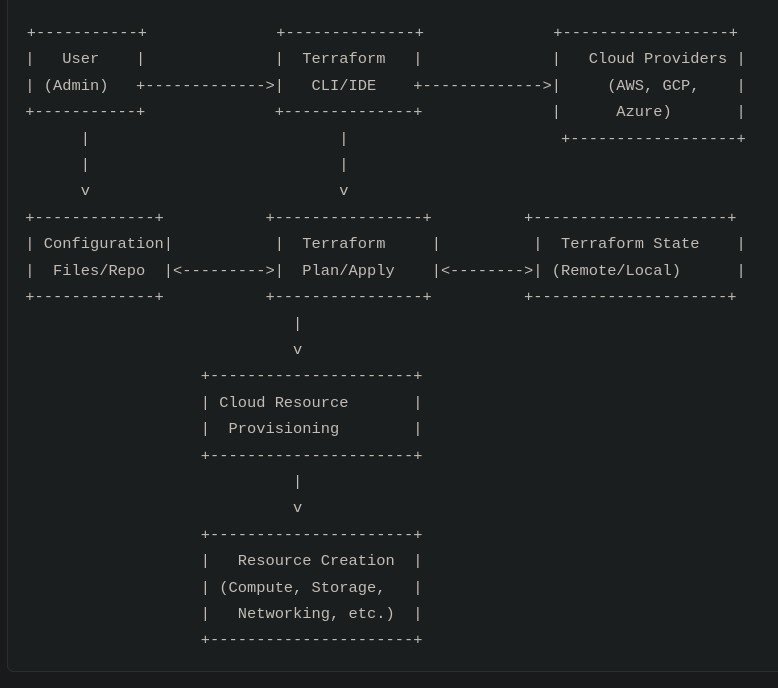 +-----------+              +--------------+              +------------------+
|   User    |              |  Terraform   |              |   Cloud Providers |
| (Admin)   +------------->|   CLI/IDE    +------------->|     (AWS, GCP,    |
+-----------+              +--------------+              |      Azure)       |
      |                           |                       +------------------+
      |                           |
      v                           v
+-------------+           +----------------+          +---------------------+
| Configuration|           |  Terraform     |          |  Terraform State    |
|  Files/Repo  |<--------->|  Plan/Apply    |<-------->| (Remote/Local)      |
+-------------+           +----------------+          +---------------------+
                             |
                             v
                   +----------------------+
                   | Cloud Resource       |
                   |  Provisioning        |
                   +----------------------+
                             |
                             v
                   +----------------------+
                   |   Resource Creation  |
                   | (Compute, Storage,   |
                   |   Networking, etc.)  |
                   +----------------------+